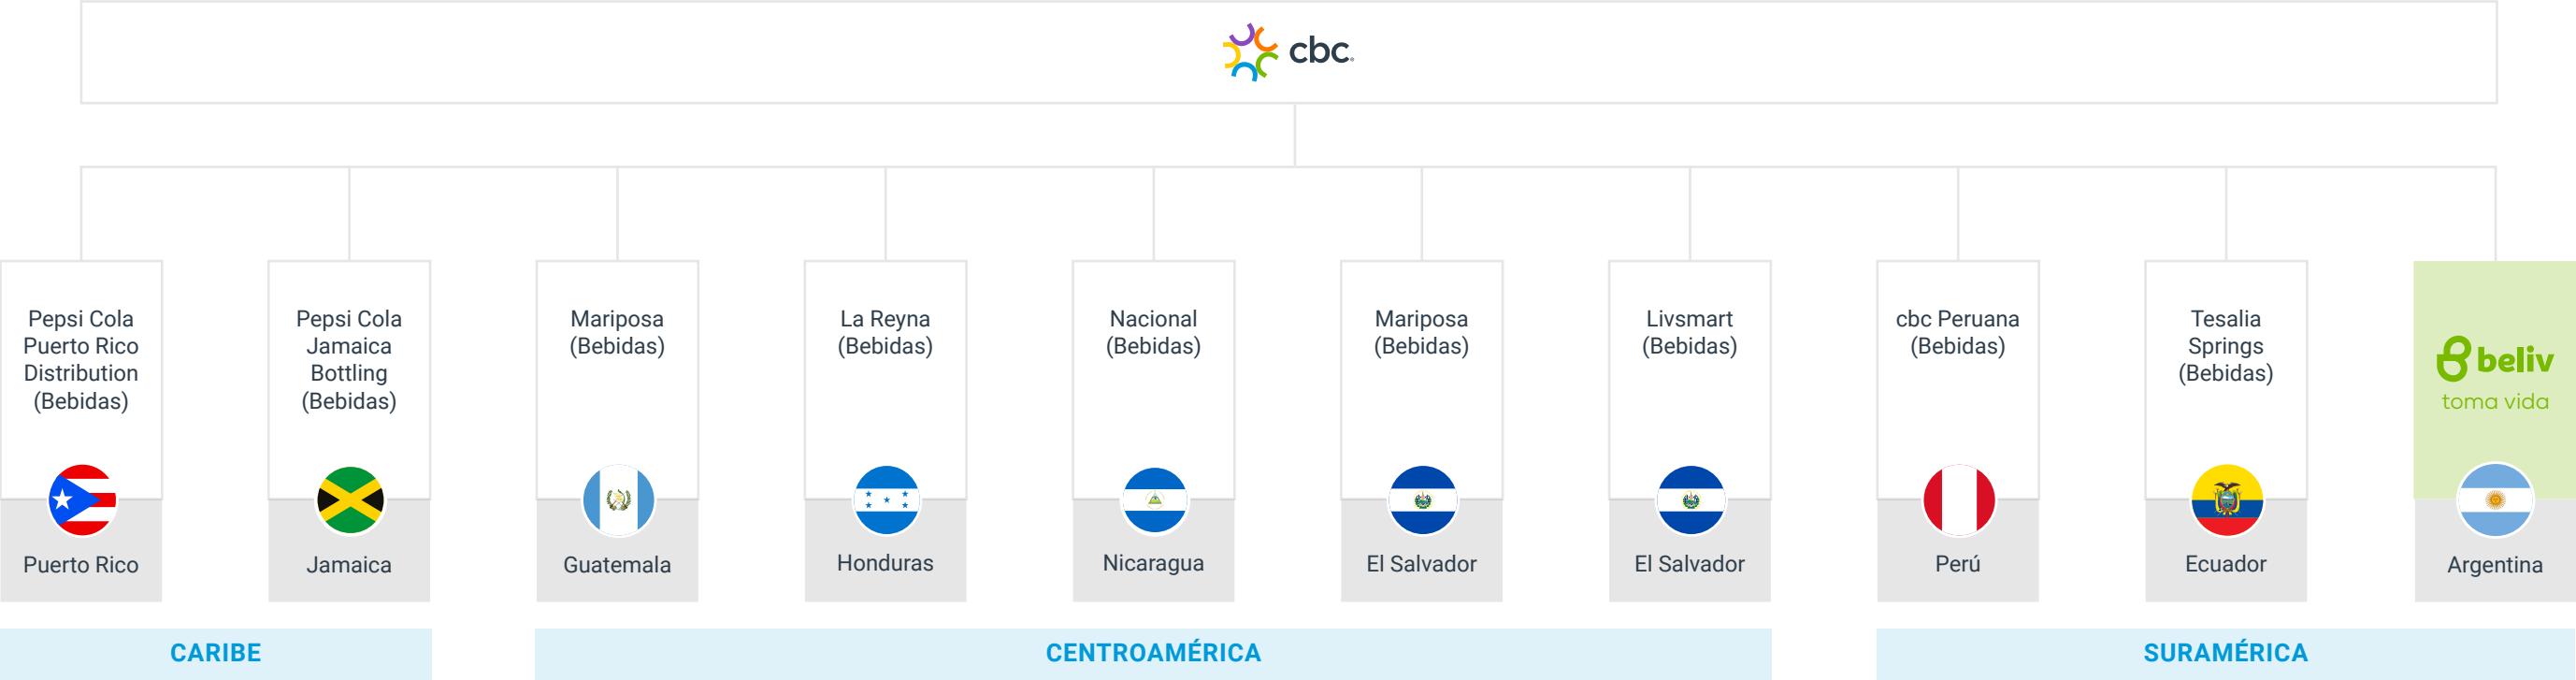 cbc
Pepsi Cola
Puerto Rico
Distribution
(Bebidas)
Puerto Rico
Pepsi Cola
Jamaica
Bottling
(Bebidas)
Jamaica
Mariposa
(Bebidas)
Guatemala
La Reyna
(Bebidas)
Honduras
Nacional
(Bebidas)
Nicaragua
Mariposa
(Bebidas)
El Salvador
Livsmart
(Bebidas)
El Salvador
cbc Peruana
(Bebidas)
Perú
Tesalia
Springs
(Bebidas)
Ecuador
beliv
toma vida
Argentina
CARIBE
CENTROAMÉRICA
SURAMÉRICA